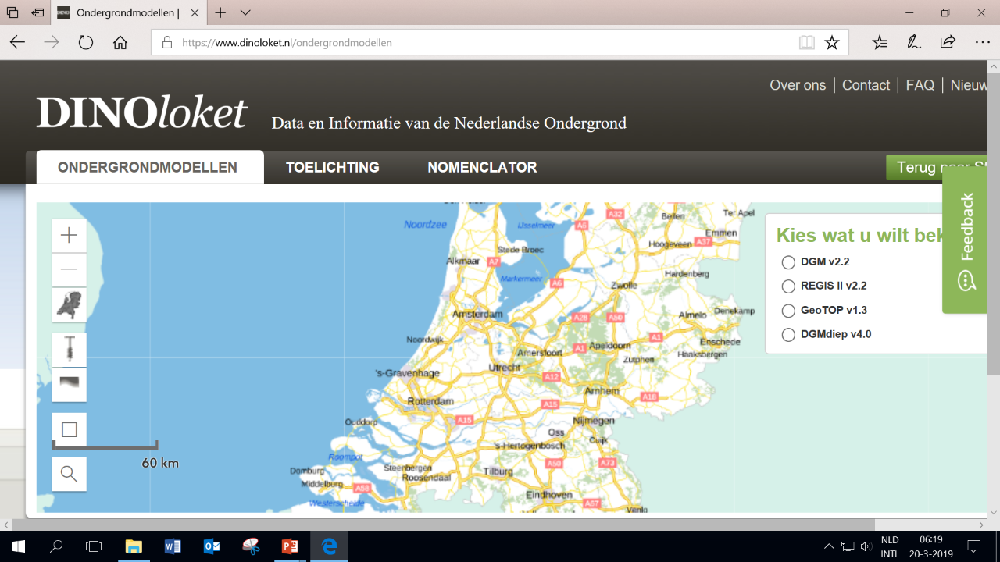 Ondergrondmodellen |
https://www.dinoloket.nl/ondergrondmodellen
Over ons | Contact | FAQ | Nieuw
DINOloket
Data en Informatie van de Nederlandse Ondergrond
ONDERGRONDMODELLEN TOELICHTING NOMENCLATOR
Terug naar St
Feedback
Kies wat u wilt bek
DGM v2.2
REGIS II v2.2
GeoTOP v1.3
DGMdiep v4.0
Noordzee
IJsselmeer
A6
A32
Beilen
Ter Apel
Emmen
Hoogeveen
A37
Stede Broec
Alkmaar
A7
Markermeer
A6
Hardenberg
Zwolle
Amsterdam
A28
A50
Almelo
Denekamp
Noordwijk
A1
Apeldoorn
A1
Enschede
Amersfoort
Zutphen
Haaksbergen
Utrecht
's-Gravenhage
A12
Arnhem
A18
Rotterdam
A15
A15
Nijmegen
Ouddorp
Oss
Cuijk
's-Hertogenbosch
Roompot
A50
A73
60 km
Domburg
Steenbergen
Roosendaal
Tilburg
Middelburg
A58
Eindhoven
Westerschelde
A67
Venlo
NLD
INTL
06:19
20-3-2019